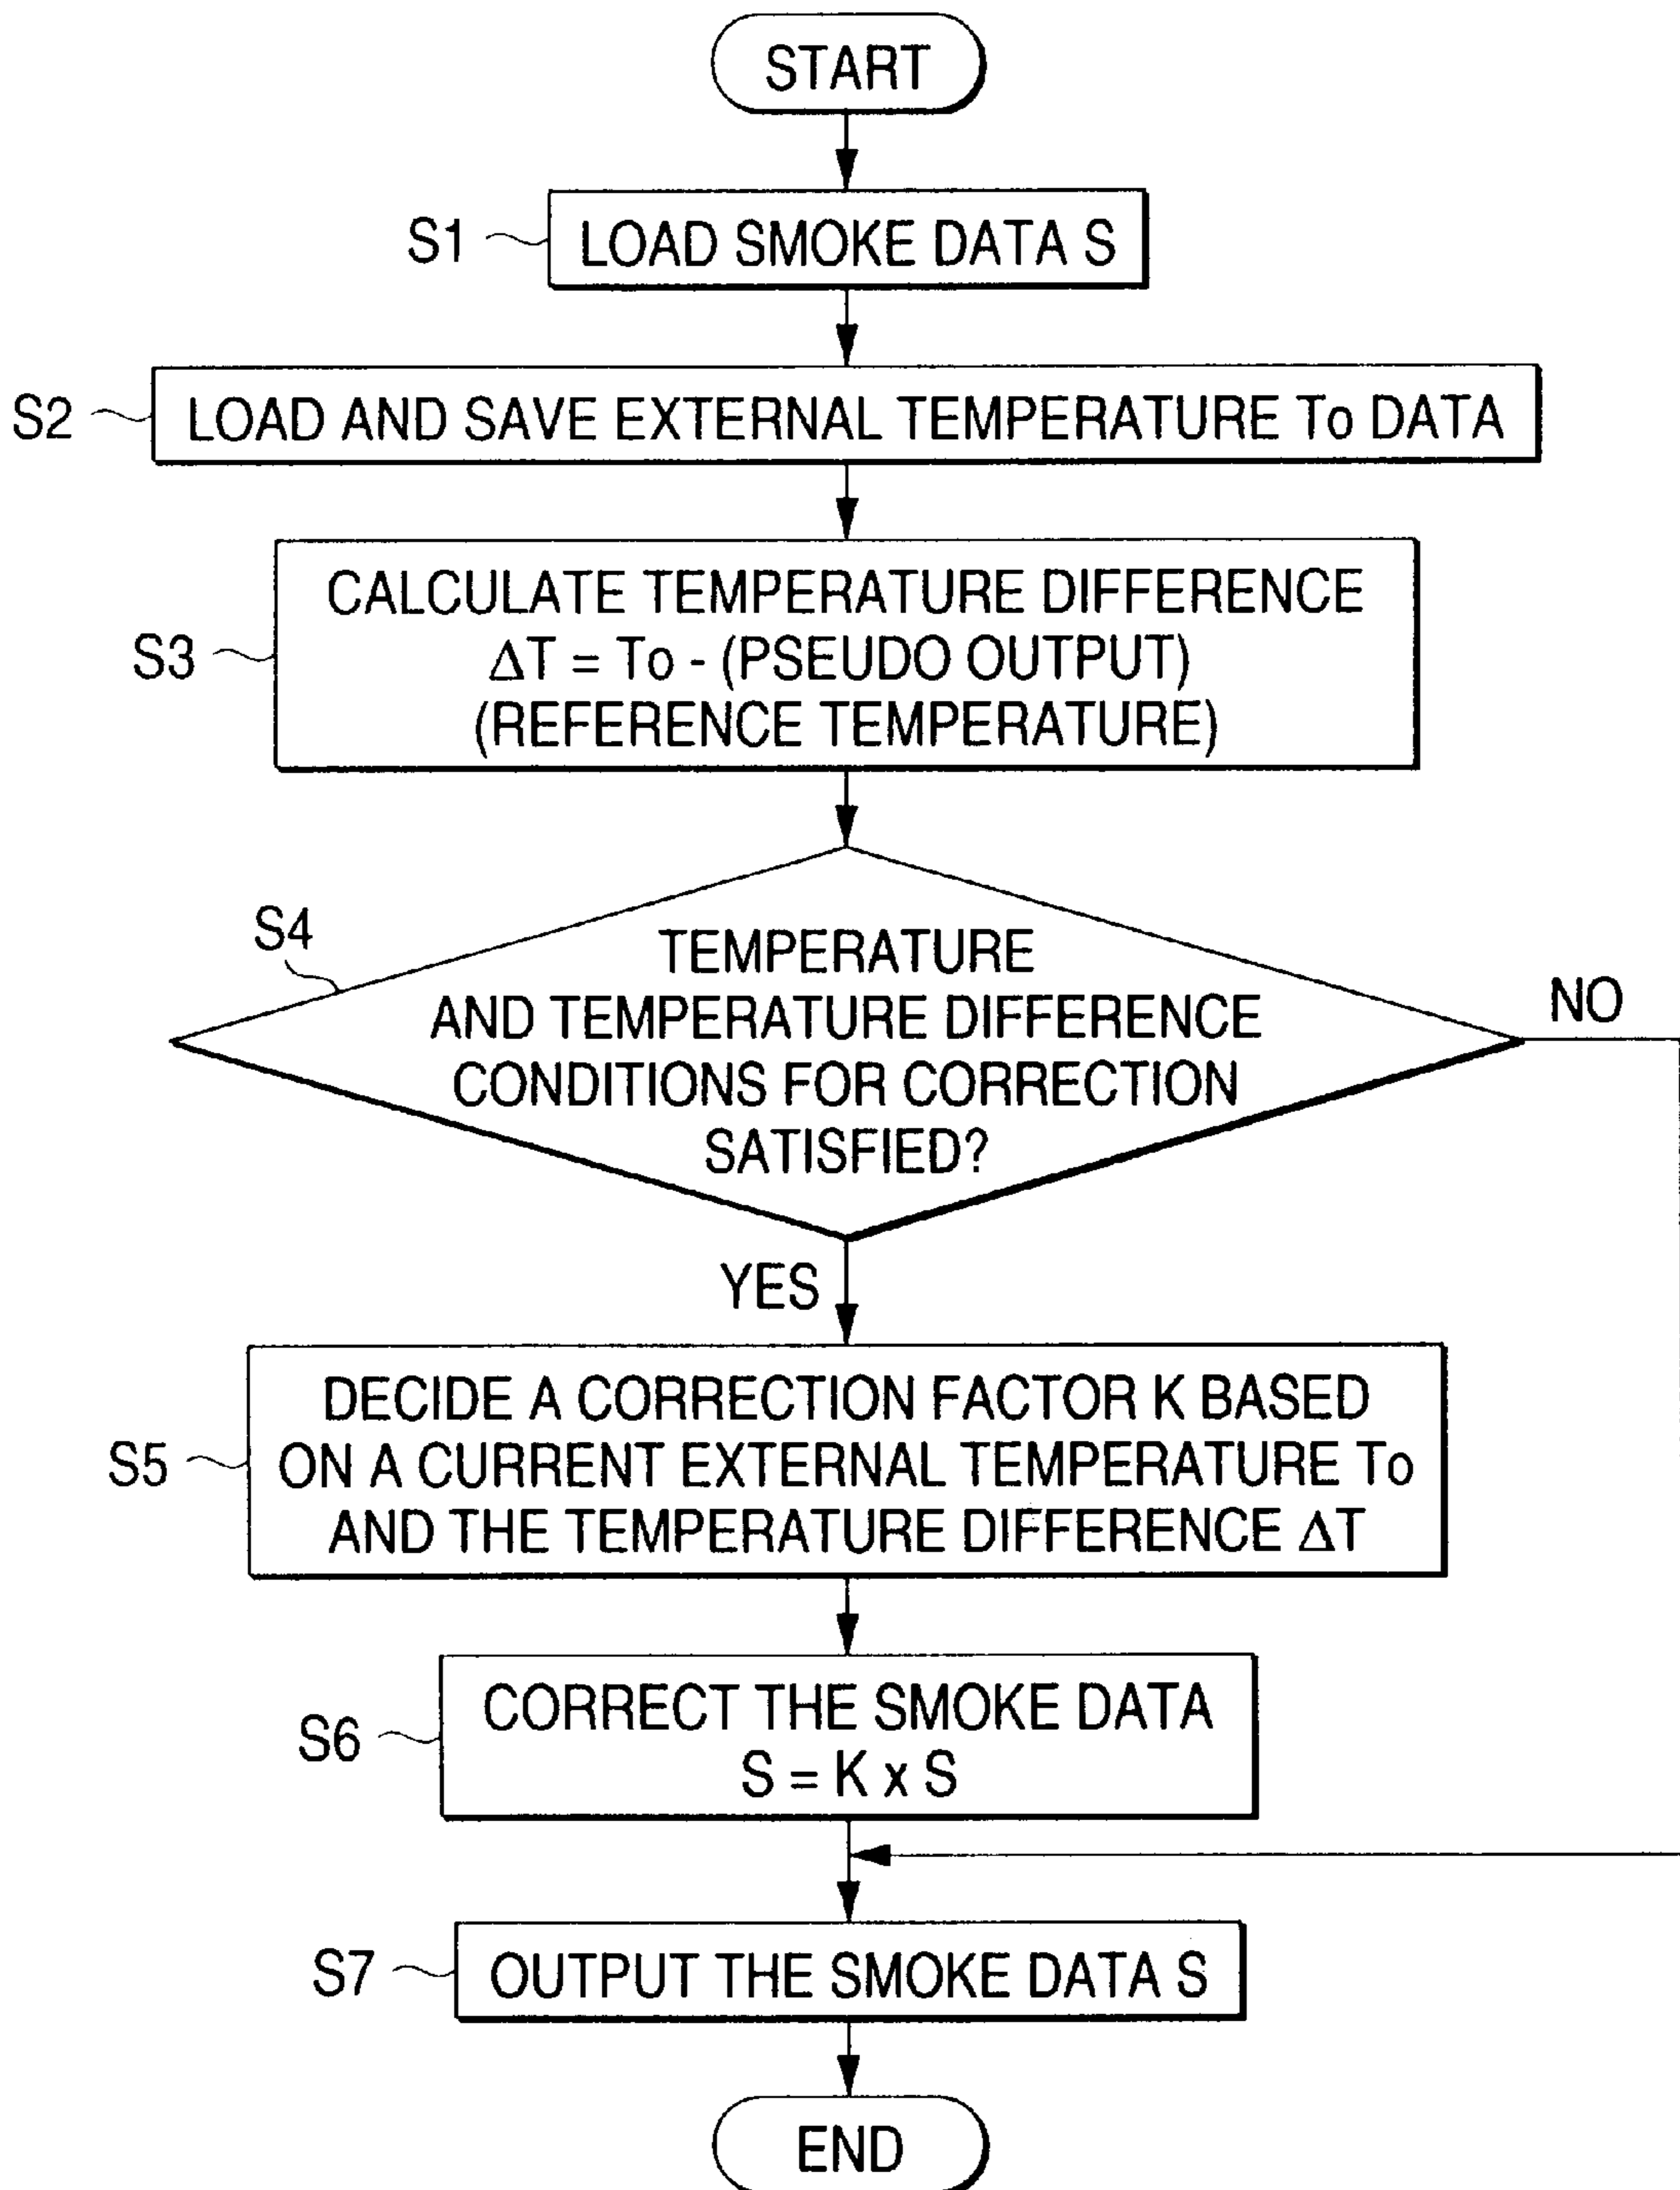 START
S1
LOAD SMOKE DATA S
S2
LOAD AND SAVE EXTERNAL TEMPERATURE To DATA
S3
CALCULATE TEMPERATURE DIFFERENCE
ΔT = To - (PSEUDO OUTPUT)
(REFERENCE TEMPERATURE)
S4
TEMPERATURE
AND TEMPERATURE DIFFERENCE
CONDITIONS FOR CORRECTION
SATISFIED?
NO
YES
S5
DECIDE A CORRECTION FACTOR K BASED
ON A CURRENT EXTERNAL TEMPERATURE To
AND THE TEMPERATURE DIFFERENCE ΔT
S6
CORRECT THE SMOKE DATA
S = K x S
S7
OUTPUT THE SMOKE DATA S
END